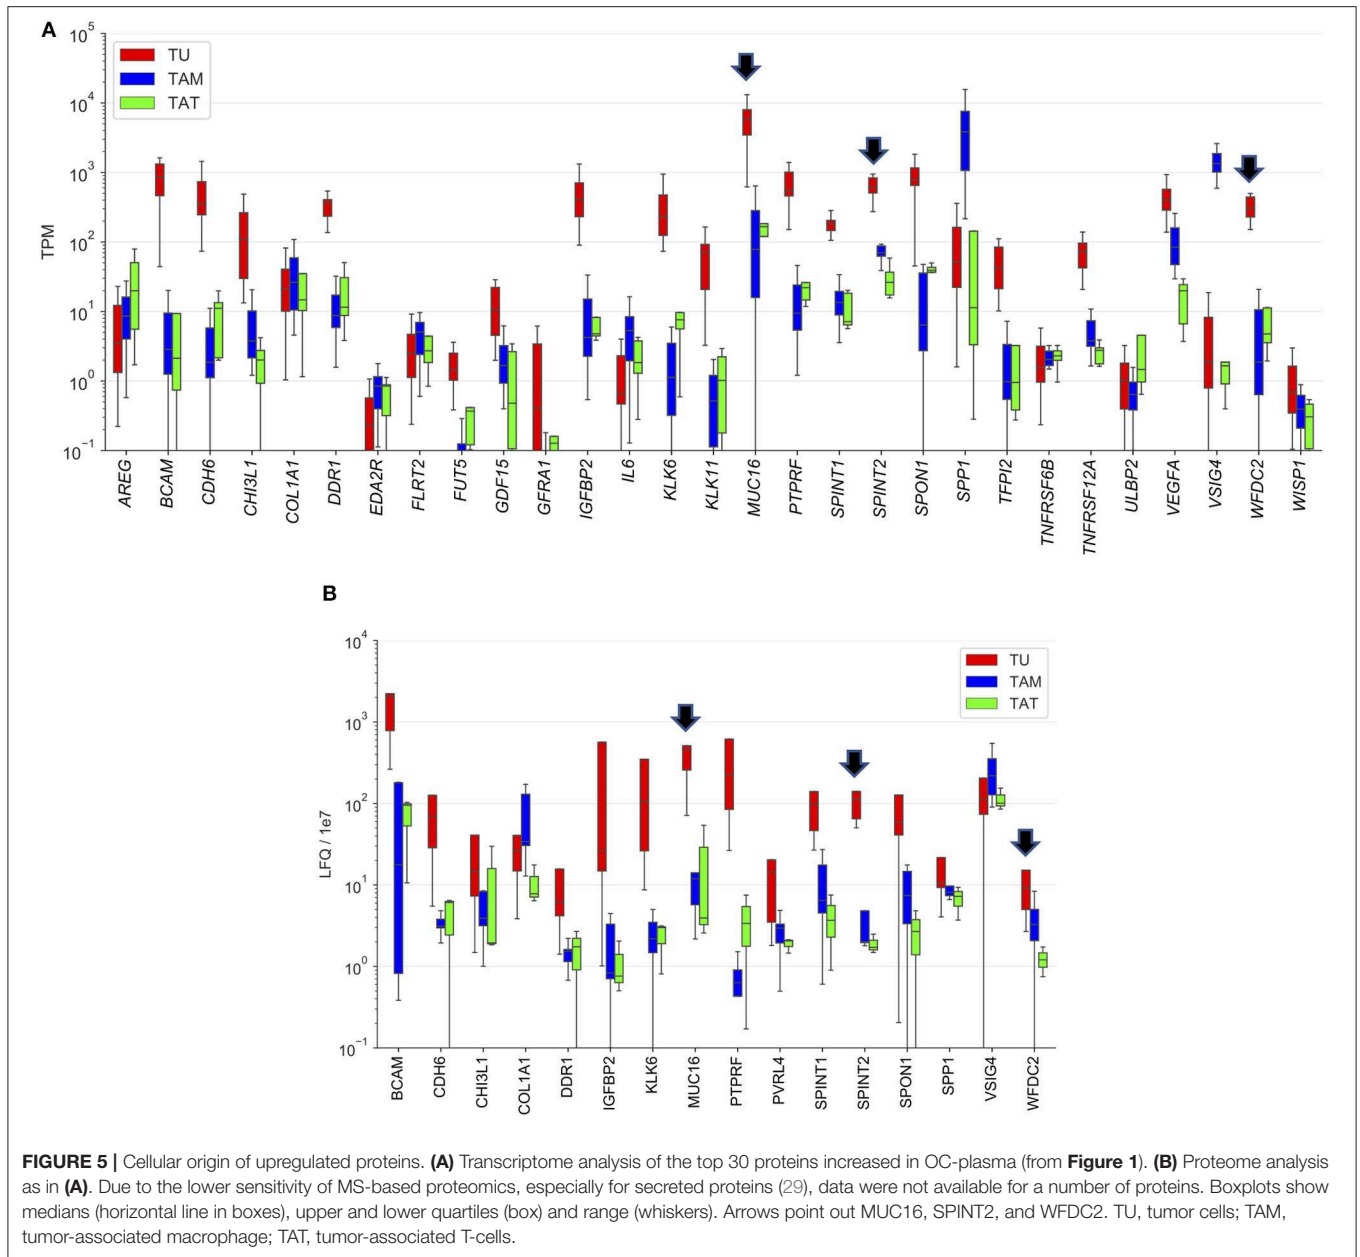 A
TPM
10^5
10^4
10^3
10^2
10^1
10^0
10^-1
TU
TAM
TAT
AREG
BCAM
CDH6
CHI3L1
COL1A1
DDR1
EDA2R
FLRT2
FUT5
GDF15
GFRA1
IGFBP2
IL6
KLK6
KLK11
MUC16
PTPRF
SPINT1
SPINT2
SPON1
SPP1
TFPI2
TNFRSF6B
TNFRSF12A
ULBP2
VEGFA
VSIG4
WFDC2
WISP1
B
LFQ / 1e7
10^4
10^3
10^2
10^1
10^0
10^-1
TU
TAM
TAT
BCAM
CDH6
CHI3L1
COL1A1
DDR1
IGFBP2
KLK6
MUC16
PTPRF
PVRL4
SPINT1
SPINT2
SPON1
SPP1
VSIG4
WFDC2
FIGURE 5 | Cellular origin of upregulated proteins. (A) Transcriptome analysis of the top 30 proteins increased in OC-plasma (from Figure 1). (B) Proteome analysis
as in (A). Due to the lower sensitivity of MS-based proteomics, especially for secreted proteins (29), data were not available for a number of proteins. Boxplots show
medians (horizontal line in boxes), upper and lower quartiles (box) and range (whiskers). Arrows point out MUC16, SPINT2, and WFDC2. TU, tumor cells; TAM,
tumor-associated macrophage; TAT, tumor-associated T-cells.